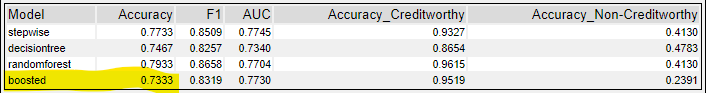 Model Accuracy F1 AUC Accuracy_Creditworthy Accuracy_Non-Creditworthy
stepwise 0.7733 0.8509 0.7745 0.9327 0.4130
decisiontree 0.7467 0.8257 0.7340 0.8654 0.4783
randomforest 0.7933 0.8658 0.7704 0.9615 0.4130
boosted 0.7333 0.8319 0.7730 0.9519 0.2391